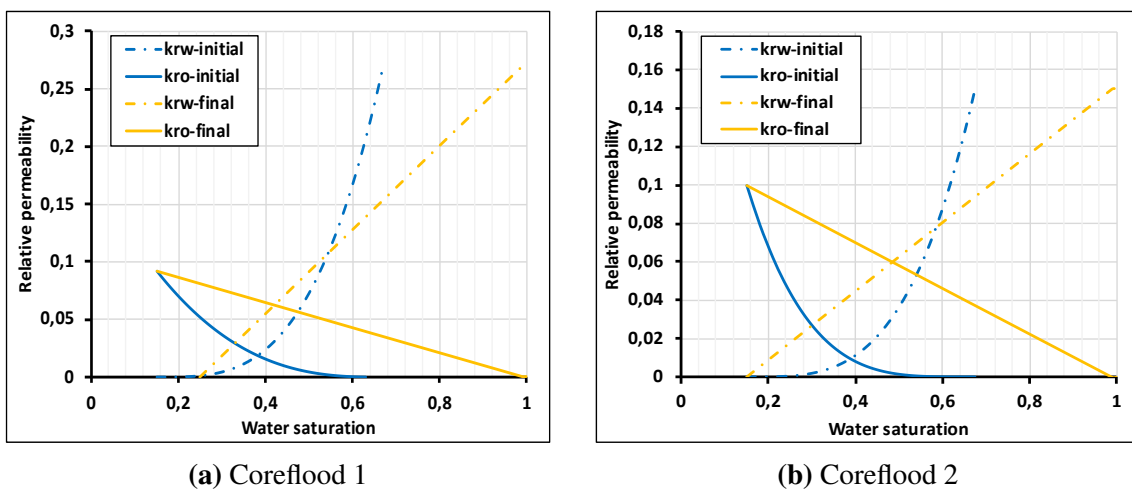 0,3
0,25
0,2
0,15
0,1
0,05
0
Relative permeability
krw-initial
kro-initial
krw-final
kro-final
0 0,2 0,4 0,6 0,8 1
Water saturation
(a) Coreflood 1
0,18
0,16
0.14
0.12
0,1
0.08
0.06
0.04
0.02
0
Relative permeability
krw-initial
kro-initial
krw-final
kro-final
0 0,2 0,4 0,6 0,8 1
Water saturation
(b) Coreflood 2